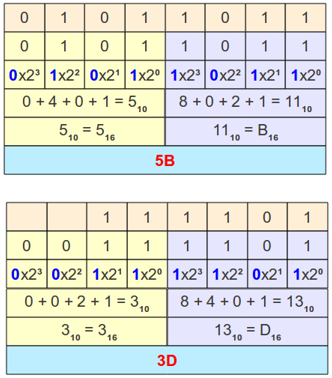 0 1 0 1 1 0 1 1
0 1 0 1 1 0 1 1
0x2³ 1x2² 0x2¹ 1x2⁰ 1x2³ 0x2² 1x2¹ 1x2⁰
0 + 4 + 0 + 1 = 5₁₀ 8 + 0 + 2 + 1 = 11₁₀
5₁₀ = 5₁₆ 11₁₀ = B₁₆
5B
1 1 1 1 0 1
0 0 1 1 1 1 0 1
0x2³ 0x2² 1x2¹ 1x2⁰ 1x2³ 1x2² 0x2¹ 1x2⁰
0 + 0 + 2 + 1 = 3₁₀ 8 + 4 + 0 + 1 = 13₁₀
3₁₀ = 3₁₆ 13₁₀ = D₁₆
3D